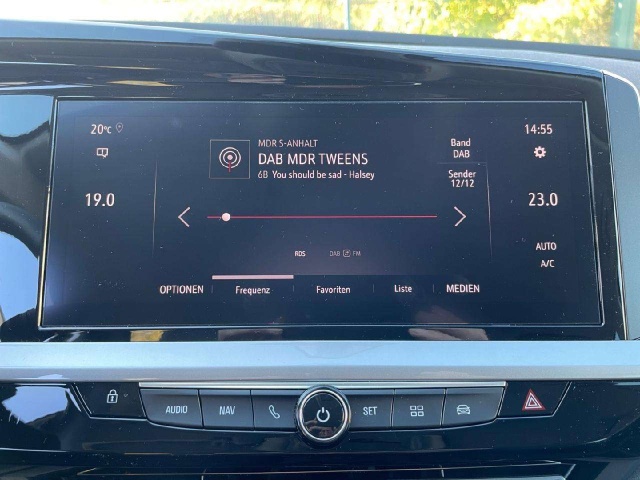 20°C
14:55
MDR S-ANHALT
DAB MDR TWEENS
6B You should be sad - Halsey
Band
DAB
Sender
12/12
19.0
23.0
RDS
DAB FM
AUTO
A/C
OPTIONEN
Frequenz
Favoriten
Liste
MEDIEN
AUDIO
NAV
SET